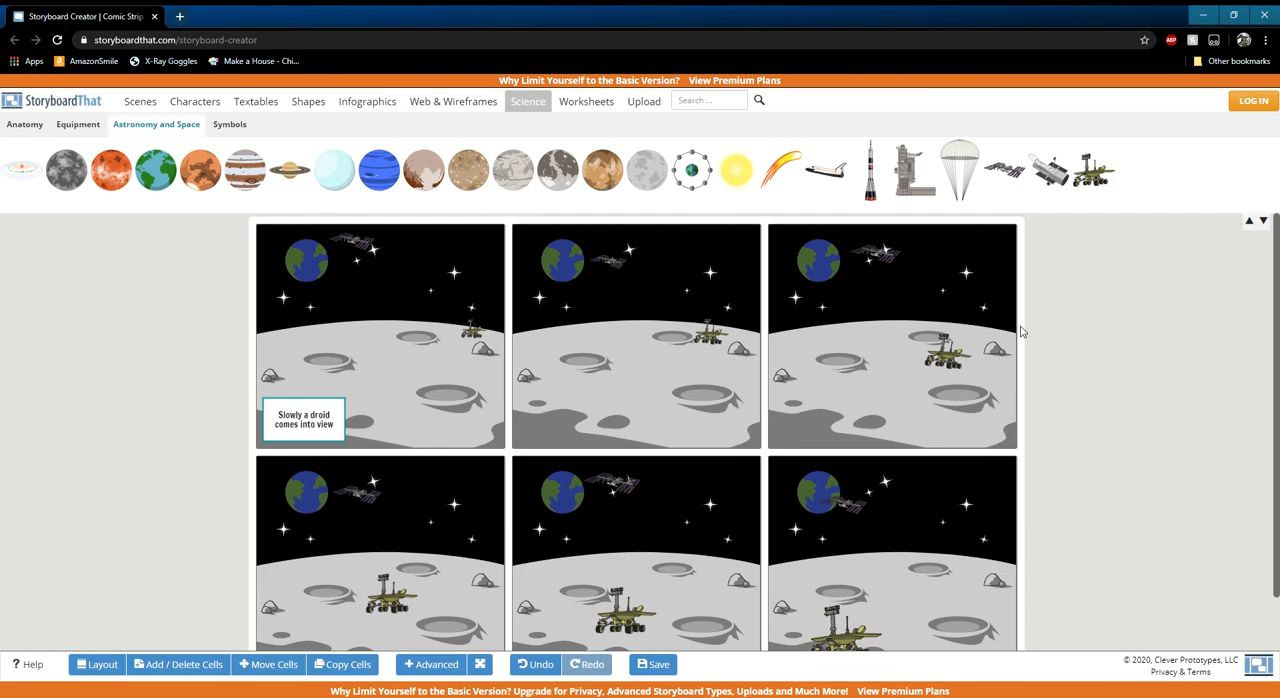 Storyboard Creator | Comic Strip
storyboardthat.com/storyboard-creator
Apps AmazonSmile X-Ray Goggles Make a House - Chi... Other bookmarks
Why Limit Yourself to the Basic Version? View Premium Plans
StoryboardThat Scenes Characters Textables Shapes Infographics Web & Wireframes Science Worksheets Upload Search ... LOG IN
Anatomy Equipment Astronomy and Space Symbols
Slowly a droid
comes into view
? Help Layout Add / Delete Cells Move Cells Copy Cells Advanced Undo Redo Save
© 2020, Clever Prototypes, LLC
Privacy & Terms
Why Limit Yourself to the Basic Version? Upgrade for Privacy, Advanced Storyboard Types, Uploads and Much More! View Premium Plans